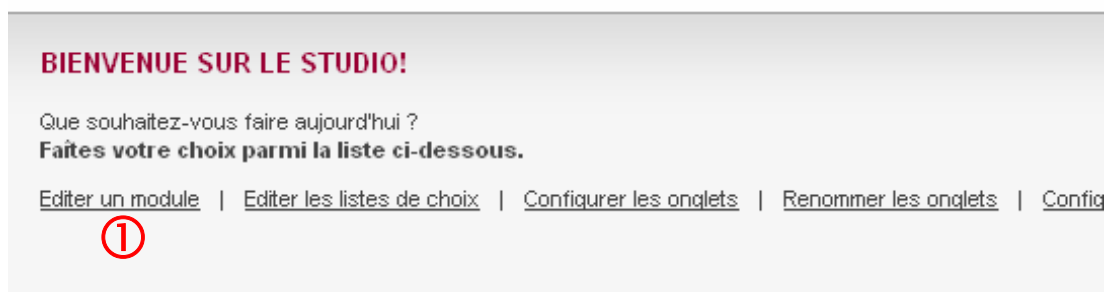 BIENVENUE SUR LE STUDIO!
Que souhaitez-vous faire aujourd'hui ?
Faites votre choix parmi la liste ci-dessous.
Editer un module | Editer les listes de choix | Configurer les onglets | Renommer les onglets | Config
①